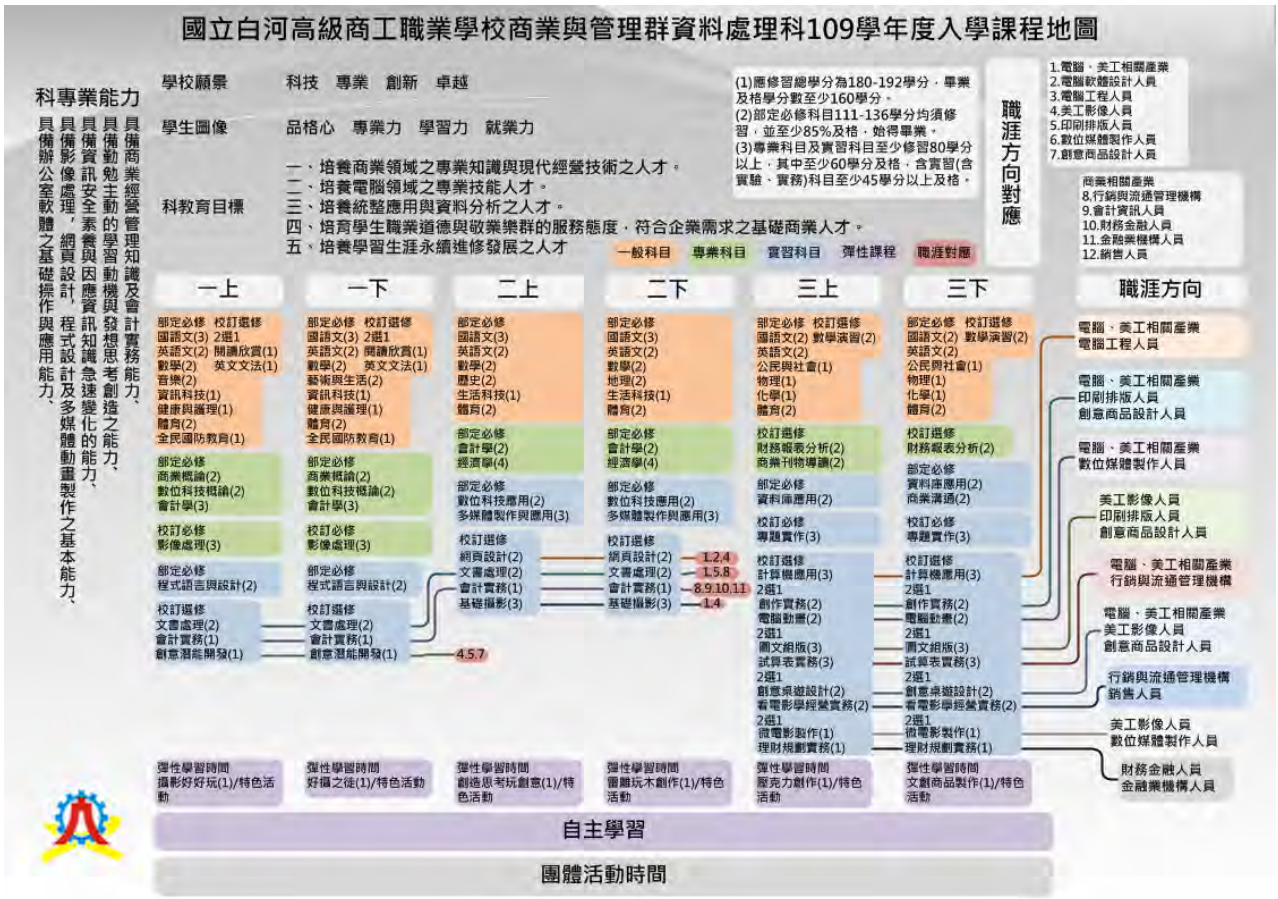 國立白河高級商工職業學校商業與管理群資料處理科109學年度入學課程地圖
科專業能力
具備商業經營管理知識及會計實務能力、
具備勤勉主動的學習動機與發想思考創造之能力、
具備資訊安全素養與因應資訊知識急速變化的能力、
具備影像處理，網頁設計，程式設計及多媒體動畫製作之基本能力、
具備辦公室軟體之基礎操作與應用能力、
學校願景 科技 專業 創新 卓越
學生圖像 品格心 專業力 學習力 就業力
科教育目標
一、培養商業領域之專業知識與現代經營技術之人才。
二、培養電腦領域之專業技能人才。
三、培養統整應用與資料分析之人才。
四、培育學生職業道德與敬業樂群的服務態度，符合企業需求之基礎商業人才。
五、培養學習生涯永續進修發展之人才
(1)應修習總學分為180-192學分，畢業
及格學分數至少160學分。
(2)部定必修科目111-136學分均須修
習，並至少85%及格，始得畢業。
(3)專業科目及實習科目至少修習80學分
以上，其中至少60學分及格，含實習(含
實驗、實務)科目至少45學分以上及格。
職涯方向對應
1.電腦、美工相關產業
2.電腦軟體設計人員
3.電腦工程人員
4.美工影像人員
5.印刷排版人員
6.數位媒體製作人員
7.創意商品設計人員
商業相關產業
8.行銷與流通管理機構
9.會計資訊人員
10.財務金融人員
11.金融業機構人員
12.銷售人員
一般科目 專業科目 實習科目 彈性課程 職涯對應
一上
部定必修 校訂選修
國語文(3) 2選1
英語文(2) 閱讀欣賞(1)
數學(2) 英文文法(1)
音樂(2)
資訊科技(1)
健康與護理(1)
體育(2)
全民國防教育(1)
部定必修
商業概論(2)
數位科技概論(2)
會計學(3)
校訂必修
影像處理(3)
部定必修
程式語言與設計(2)
校訂選修
文書處理(2)
會計實務(1)
創意潛能開發(1)
彈性學習時間
攝影好好玩(1)/特色活
動
一下
部定必修 校訂選修
國語文(3) 2選1
英語文(2) 閱讀欣賞(1)
數學(2) 英文文法(1)
藝術與生活(2)
資訊科技(1)
健康與護理(1)
體育(2)
全民國防教育(1)
部定必修
商業概論(2)
數位科技概論(2)
會計學(3)
校訂必修
影像處理(3)
部定必修
程式語言與設計(2)
校訂選修
文書處理(2)
會計實務(1)
創意潛能開發(1)
4.5.7
彈性學習時間
好攝之徒(1)/特色活動
二上
部定必修
國語文(3)
英語文(2)
數學(2)
歷史(2)
生活科技(1)
體育(2)
部定必修
會計學(2)
經濟學(4)
部定必修
數位科技應用(2)
多媒體製作與應用(3)
校訂選修
網頁設計(2)
文書處理(2)
會計實務(1)
基礎攝影(3)
彈性學習時間
創造思考玩創意(1)/特
色活動
二下
部定必修
國語文(3)
英語文(2)
數學(2)
地理(2)
生活科技(1)
體育(2)
部定必修
會計學(2)
經濟學(4)
部定必修
數位科技應用(2)
多媒體製作與應用(3)
校訂選修
網頁設計(2) 1.2.4
文書處理(2) 1.5.8
會計實務(1) 8.9.10.11
基礎攝影(3) 1.4
彈性學習時間
雷雕玩木創作(1)/特色
活動
三上
部定必修 校訂選修
國語文(2) 數學演習(2)
英語文(2)
公民與社會(1)
物理(1)
化學(1)
體育(2)
校訂選修
財務報表分析(2)
商業刊物導讀(2)
部定必修
資料庫應用(2)
校訂必修
專題實作(3)
校訂選修
計算機應用(3)
2選1
創作實務(2)
電腦動畫(2)
2選1
圖文組版(3)
試算表實務(3)
2選1
創意桌遊設計(2)
看電影學經營實務(2)
2選1
微電影製作(1)
理財規劃實務(1)
彈性學習時間
壓克力創作(1)/特色
活動
三下
部定必修 校訂選修
國語文(2) 數學演習(2)
英語文(2)
公民與社會(1)
物理(1)
化學(1)
體育(2)
校訂選修
財務報表分析(2)
部定必修
資料庫應用(2)
商業溝通(2)
校訂必修
專題實作(3)
校訂選修
計算機應用(3)
2選1
創作實務(2)
電腦動畫(2)
2選1
圖文組版(3)
試算表實務(3)
2選1
創意桌遊設計(2)
看電影學經營實務(2)
2選1
微電影製作(1)
理財規劃實務(1)
彈性學習時間
文創商品製作(1)/特色
活動
職涯方向
電腦、美工相關產業
電腦工程人員
電腦、美工相關產業
印刷排版人員
創意商品設計人員
電腦、美工相關產業
數位媒體製作人員
美工影像人員
印刷排版人員
創意商品設計人員
電腦、美工相關產業
行銷與流通管理機構
電腦、美工相關產業
美工影像人員
創意商品設計人員
行銷與流通管理機構
銷售人員
美工影像人員
數位媒體製作人員
財務金融人員
金融業機構人員
自主學習
團體活動時間